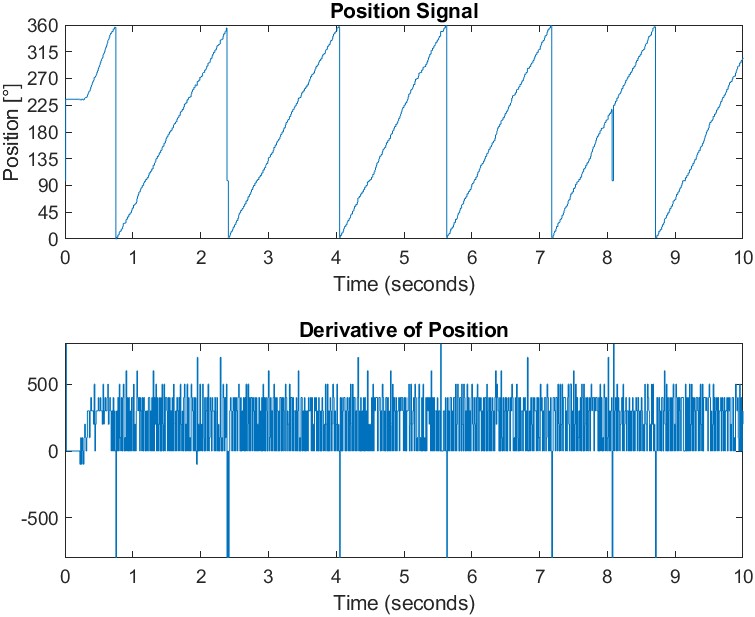 Position Signal
360
315
270
225
180
135
90
45
0
Position [°]
0 1 2 3 4 5 6 7 8 9 10
Time (seconds)
Derivative of Position
500
0
-500
0 1 2 3 4 5 6 7 8 9 10
Time (seconds)